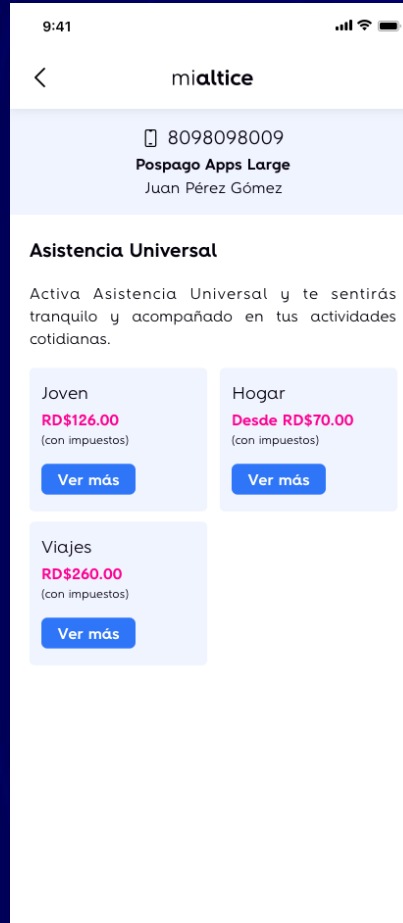 9:41
mialtice
8098098009
Pospago Apps Large
Juan Pérez Gómez
Asistencia Universal
Activa Asistencia Universal y te sentirás
tranquilo y acompañado en tus actividades
cotidianas.
Joven
RD$126.00
(con impuestos)
Ver más
Hogar
Desde RD$70.00
(con impuestos)
Ver más
Viajes
RD$260.00
(con impuestos)
Ver más